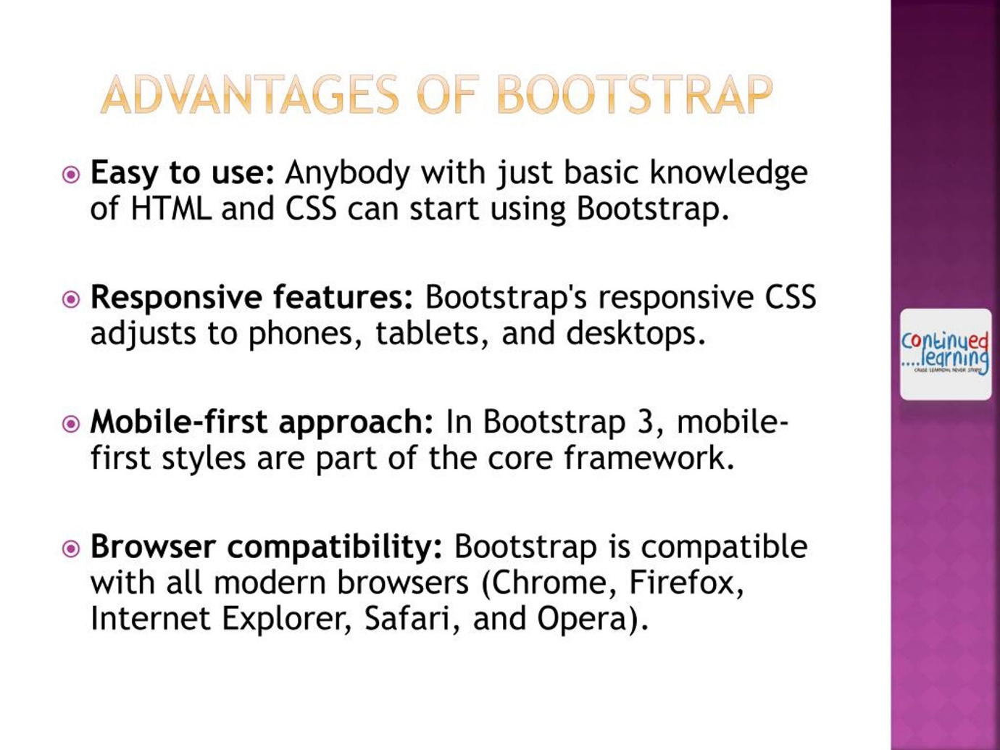 ADVANTAGES OF BOOTSTRAP
Easy to use: Anybody with just basic knowledge
of HTML and CSS can start using Bootstrap.
Responsive features: Bootstrap's responsive CSS
adjusts to phones, tablets, and desktops.
Mobile-first approach: In Bootstrap 3, mobile-
first styles are part of the core framework.
Browser compatibility: Bootstrap is compatible
with all modern browsers (Chrome, Firefox,
Internet Explorer, Safari, and Opera).
continued
....learning
CAUSE LEARNING NEVER STOPS